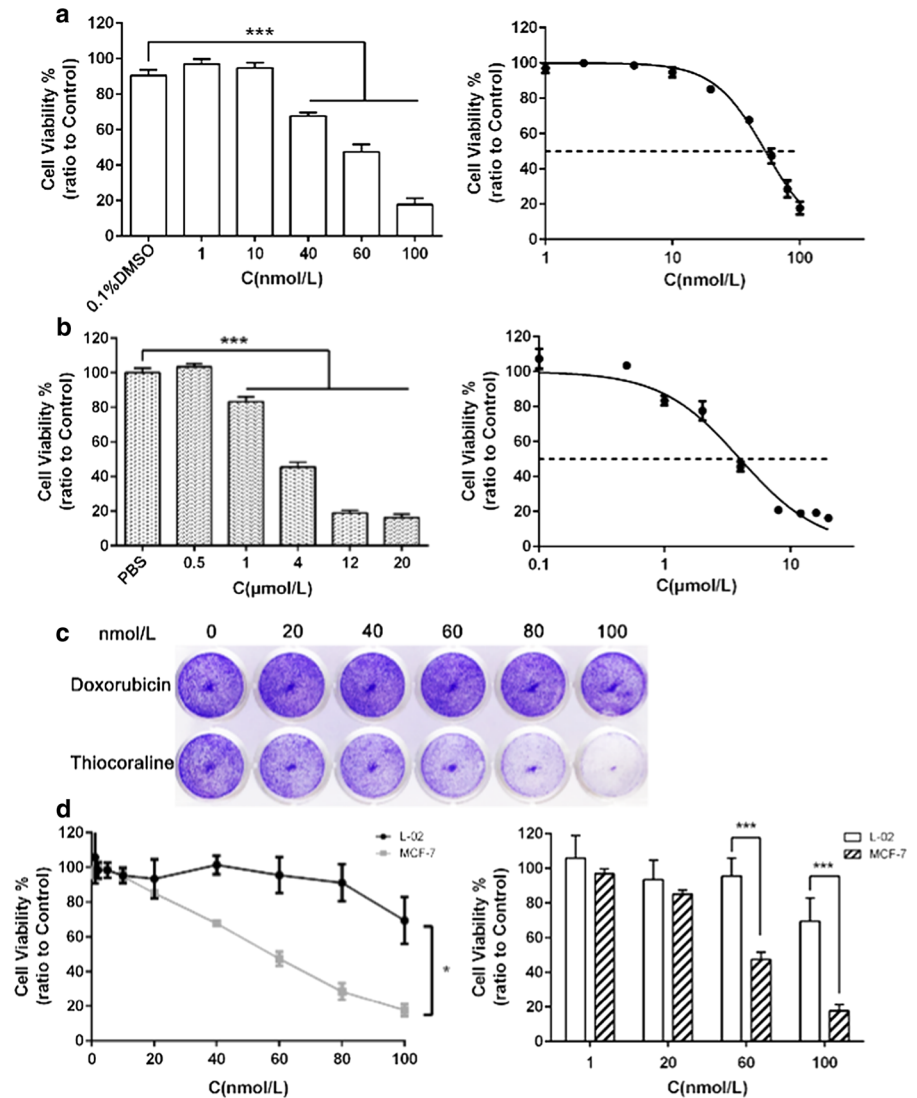 a
Cell Viability %
(ratio to Control)
120
100
80
60
40
20
0
***
0.1%DMSO
1
10
40
60
100
C(nmol/L)
Cell Viability %
(ratio to Control)
120
100
80
60
40
20
0
1
10
100
C(nmol/L)
b
Cell Viability %
(ratio to Control)
120
100
80
60
40
20
0
***
PBS
0.5
1
4
12
20
C(μmol/L)
Cell Viability %
(ratio to Control)
120
100
80
60
40
20
0
0.1
1
10
C(μmol/L)
c
nmol/L 0 20 40 60 80 100
Doxorubicin
Thiocoraline
d
Cell Viability %
(ratio to Control)
120
100
80
60
40
20
0
L-02
MCF-7
*
0 20 40 60 80 100
C(nmol/L)
Cell Viability %
(ratio to Control)
120
100
80
60
40
20
0
***
***
L-02
MCF-7
1 20 60 100
C(nmol/L)